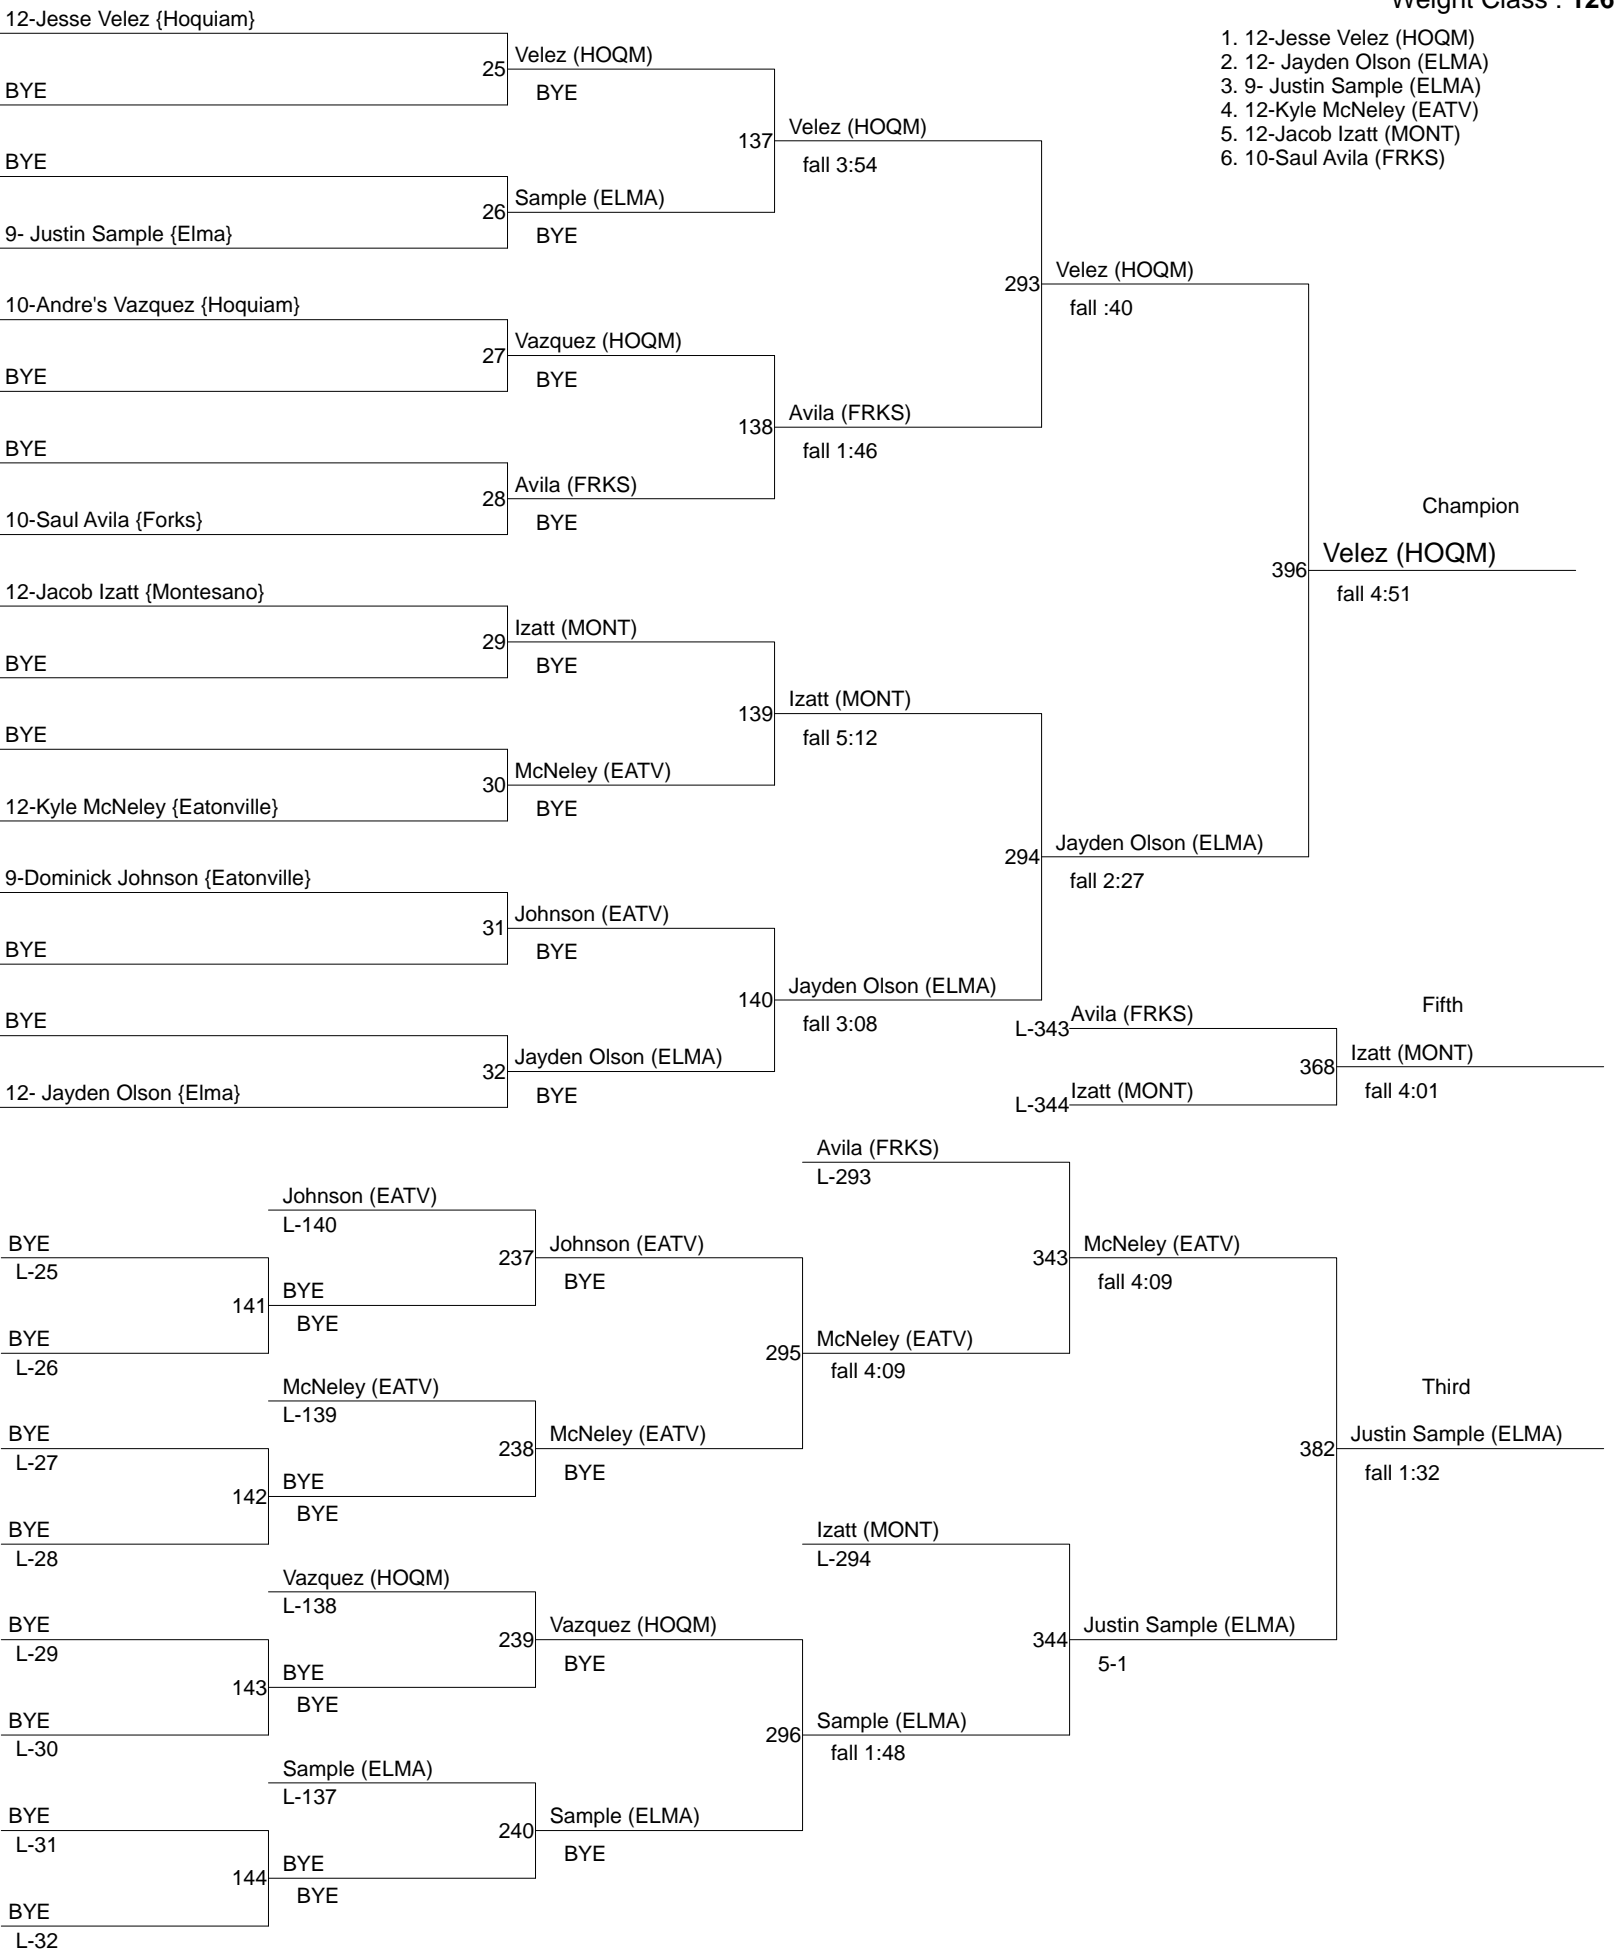 Weight Class : 126
1. 12-Jesse Velez (HOQM)
2. 12- Jayden Olson (ELMA)
3. 9- Justin Sample (ELMA)
4. 12-Kyle McNeley (EATV)
5. 12-Jacob Izatt (MONT)
6. 10-Saul Avila (FRKS)
12-Jesse Velez {Hoquiam}
BYE
BYE
9- Justin Sample {Elma}
10-Andre's Vazquez {Hoquiam}
BYE
BYE
10-Saul Avila {Forks}
12-Jacob Izatt {Montesano}
BYE
BYE
12-Kyle McNeley {Eatonville}
9-Dominick Johnson {Eatonville}
BYE
BYE
12- Jayden Olson {Elma}
25
Velez (HOQM)
BYE
26
Sample (ELMA)
BYE
27
Vazquez (HOQM)
BYE
28
Avila (FRKS)
BYE
29
Izatt (MONT)
BYE
30
McNeley (EATV)
BYE
31
Johnson (EATV)
BYE
32
Jayden Olson (ELMA)
BYE
137
Velez (HOQM)
fall 3:54
138
Avila (FRKS)
fall 1:46
139
Izatt (MONT)
fall 5:12
140
Jayden Olson (ELMA)
fall 3:08
293
Velez (HOQM)
fall :40
294
Jayden Olson (ELMA)
fall 2:27
Champion
396
Velez (HOQM)
fall 4:51
L-343
Avila (FRKS)
L-344
Izatt (MONT)
Fifth
368
Izatt (MONT)
fall 4:01
BYE
L-25
BYE
L-26
BYE
L-27
BYE
L-28
BYE
L-29
BYE
L-30
BYE
L-31
BYE
L-32
Johnson (EATV)
L-140
141
BYE
BYE
McNeley (EATV)
L-139
142
BYE
BYE
Vazquez (HOQM)
L-138
143
BYE
BYE
Sample (ELMA)
L-137
144
BYE
BYE
237
Johnson (EATV)
BYE
238
McNeley (EATV)
BYE
239
Vazquez (HOQM)
BYE
240
Sample (ELMA)
BYE
Avila (FRKS)
L-293
295
McNeley (EATV)
fall 4:09
Izatt (MONT)
L-294
296
Sample (ELMA)
fall 1:48
343
McNeley (EATV)
fall 4:09
344
Justin Sample (ELMA)
5-1
Third
382
Justin Sample (ELMA)
fall 1:32